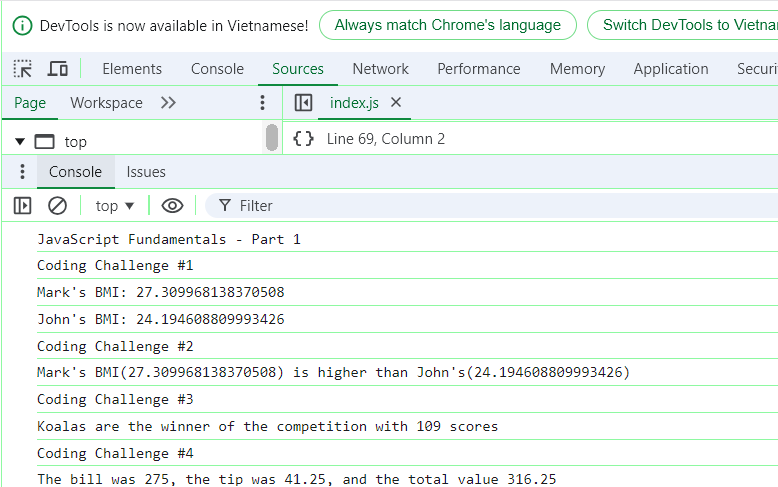 DevTools is now available in Vietnamese! Always match Chrome's language Switch DevTools to
Elements Console Sources Network Performance Memory Application
Page Workspace index.js
top
{} Line 69, Column 2
Console Issues
top Filter
JavaScript Fundamentals - Part 1
Coding Challenge #1
Mark's BMI: 27.309968138370508
John's BMI: 24.194608809993426
Coding Challenge #2
Mark's BMI(27.309968138370508) is higher than John's(24.194608809993426)
Coding Challenge #3
Koalas are the winner of the competition with 109 scores
Coding Challenge #4
The bill was 275, the tip was 41.25, and the total value 316.25